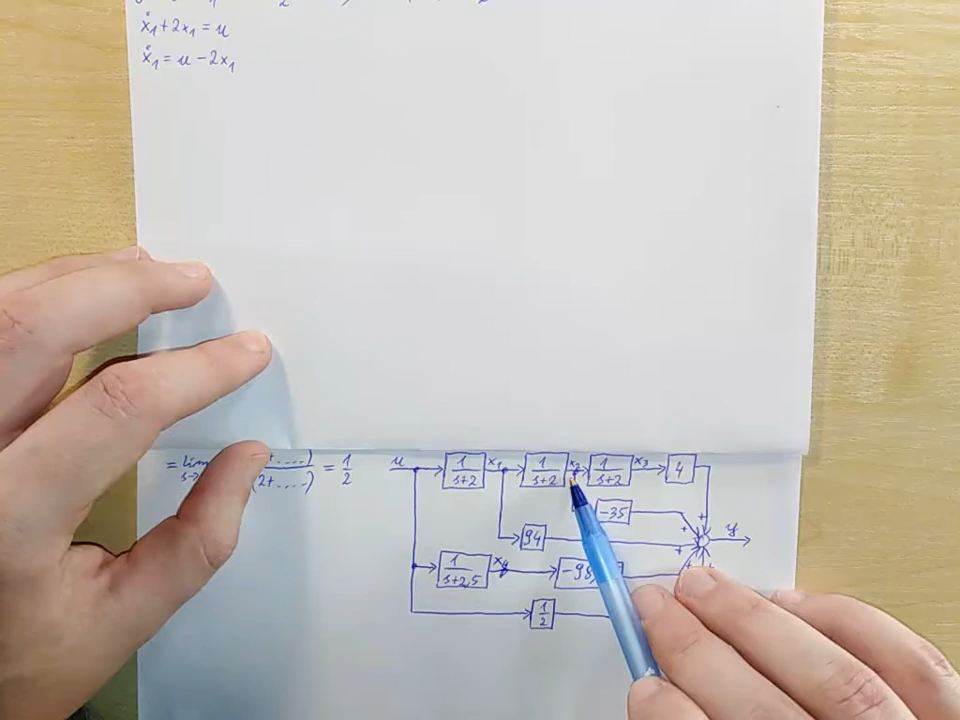 ẋ₁+2x₁ = u
ẋ₁ = u - 2x₁
= lim = 1/2
u 1/(s+2) x₁ 1/(s+2) x₂ 1/(s+2) x₃ 4
-35
94 + + + y
1/(s+2,5) x₄ -98
1/2